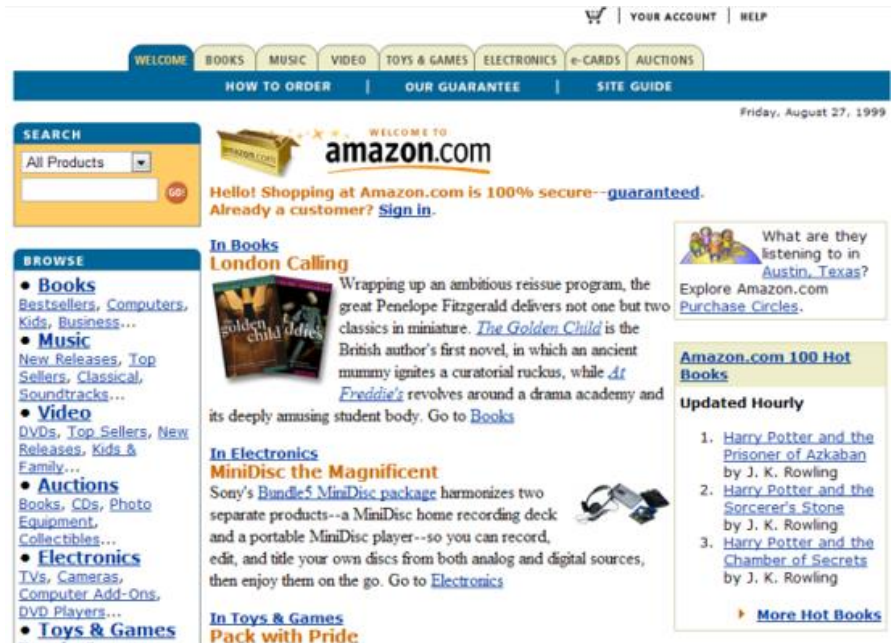 YOUR ACCOUNT | HELP
WELCOME BOOKS MUSIC VIDEO TOYS & GAMES ELECTRONICS e-CARDS AUCTIONS
HOW TO ORDER | OUR GUARANTEE | SITE GUIDE
Friday, August 27, 1999
SEARCH
All Products
GO!
BROWSE
• Books
Bestsellers, Computers,
Kids, Business...
• Music
New Releases, Top
Sellers, Classical,
Soundtracks...
• Video
DVDs, Top Sellers, New
Releases, Kids &
Family...
• Auctions
Books, CDs, Photo
Equipment,
Collectibles...
• Electronics
TVs, Cameras,
Computer Add-Ons,
DVD Players...
• Toys & Games
amazon.com
WELCOME TO
amazon.com
Hello! Shopping at Amazon.com is 100% secure--guaranteed.
Already a customer? Sign in.
In Books
London Calling
golden
child
Wrapping up an ambitious reissue program, the
great Penelope Fitzgerald delivers not one but two
classics in miniature. The Golden Child is the
British author's first novel, in which an ancient
mummy ignites a curatorial ruckus, while At
Freddie's revolves around a drama academy and
its deeply amusing student body. Go to Books
In Electronics
MiniDisc the Magnificent
Sony's Bundle5 MiniDisc package harmonizes two
separate products--a MiniDisc home recording deck
and a portable MiniDisc player--so you can record,
edit, and title your own discs from both analog and digital sources,
then enjoy them on the go. Go to Electronics
In Toys & Games
Pack with Pride
What are they
listening to in
Austin, Texas?
Explore Amazon.com
Purchase Circles.
Amazon.com 100 Hot
Books
Updated Hourly
1. Harry Potter and the
Prisoner of Azkaban
by J. K. Rowling
2. Harry Potter and the
Sorcerer's Stone
by J. K. Rowling
3. Harry Potter and the
Chamber of Secrets
by J. K. Rowling
More Hot Books